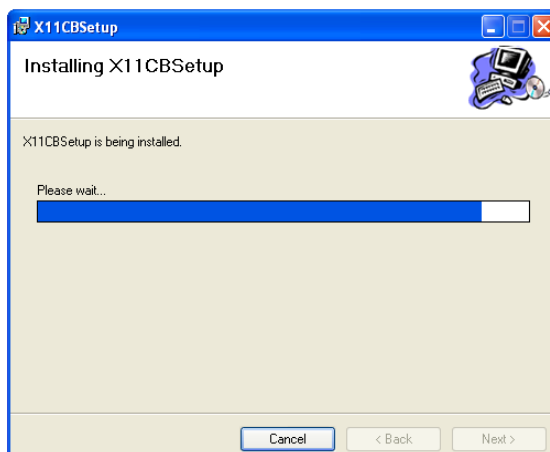 X11CBSetup
Installing X11CBSetup
X11CBSetup is being installed.
Please wait...
Cancel
< Back
Next >